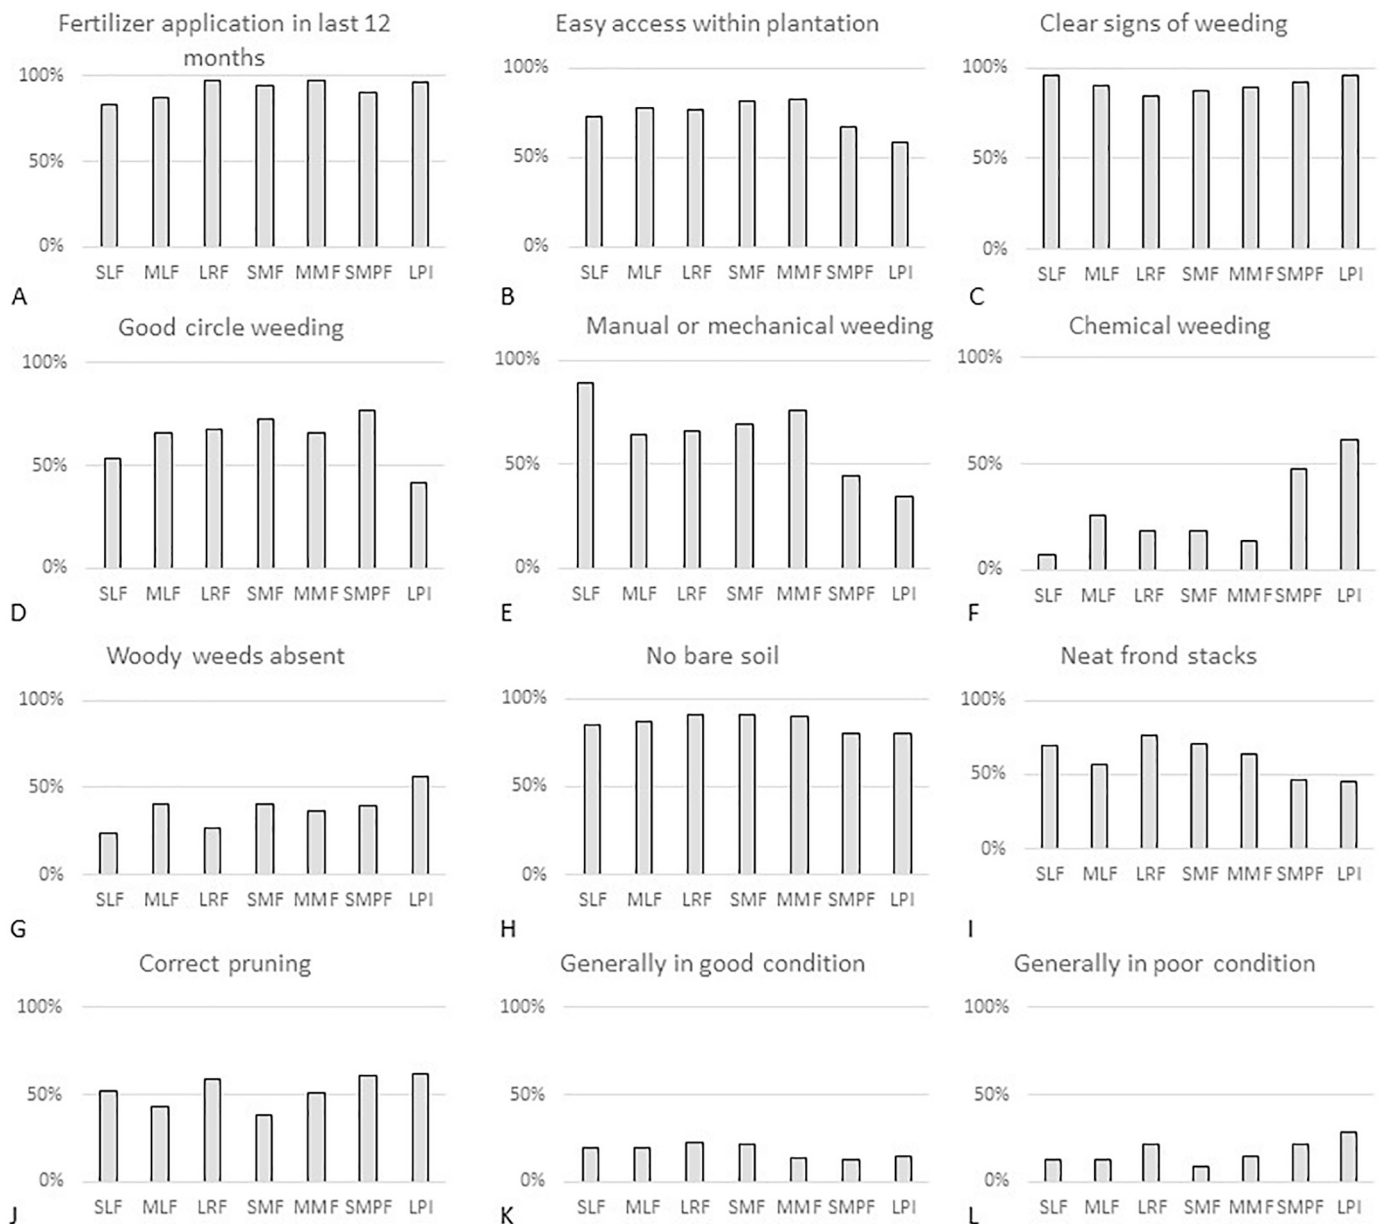 Fertilizer application in last 12
months
100%
50%
0%
SLF MLF LRF SMF MMF SMPF LPI
A
Easy access within plantation
100%
50%
0%
SLF MLF LRF SMF MMF SMPF LPI
B
Clear signs of weeding
100%
50%
0%
SLF MLF LRF SMF MMF SMPF LPI
C
Good circle weeding
100%
50%
0%
SLF MLF LRF SMF MMF SMPF LPI
D
Manual or mechanical weeding
100%
50%
0%
SLF MLF LRF SMF MMF SMPF LPI
E
Chemical weeding
100%
50%
0%
SLF MLF LRF SMF MMF SMPF LPI
F
Woody weeds absent
100%
50%
0%
SLF MLF LRF SMF MMF SMPF LPI
G
No bare soil
100%
50%
0%
SLF MLF LRF SMF MMF SMPF LPI
H
Neat frond stacks
100%
50%
0%
SLF MLF LRF SMF MMF SMPF LPI
I
Correct pruning
100%
50%
0%
SLF MLF LRF SMF MMF SMPF LPI
J
Generally in good condition
100%
50%
0%
SLF MLF LRF SMF MMF SMPF LPI
K
Generally in poor condition
100%
50%
0%
SLF MLF LRF SMF MMF SMPF LPI
L